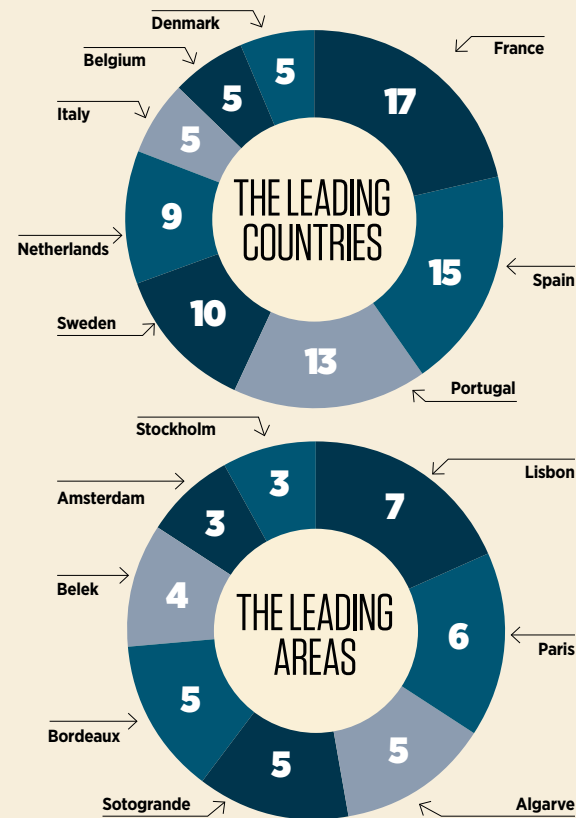 Denmark
5
France
17
Belgium
5
Italy
5
THE LEADING
COUNTRIES
Netherlands
9
Spain
15
Sweden
10
Portugal
13
Stockholm
3
Lisbon
7
Amsterdam
3
Belek
4
THE LEADING
AREAS
Paris
6
Bordeaux
5
Sotogrande
5
Algarve
5